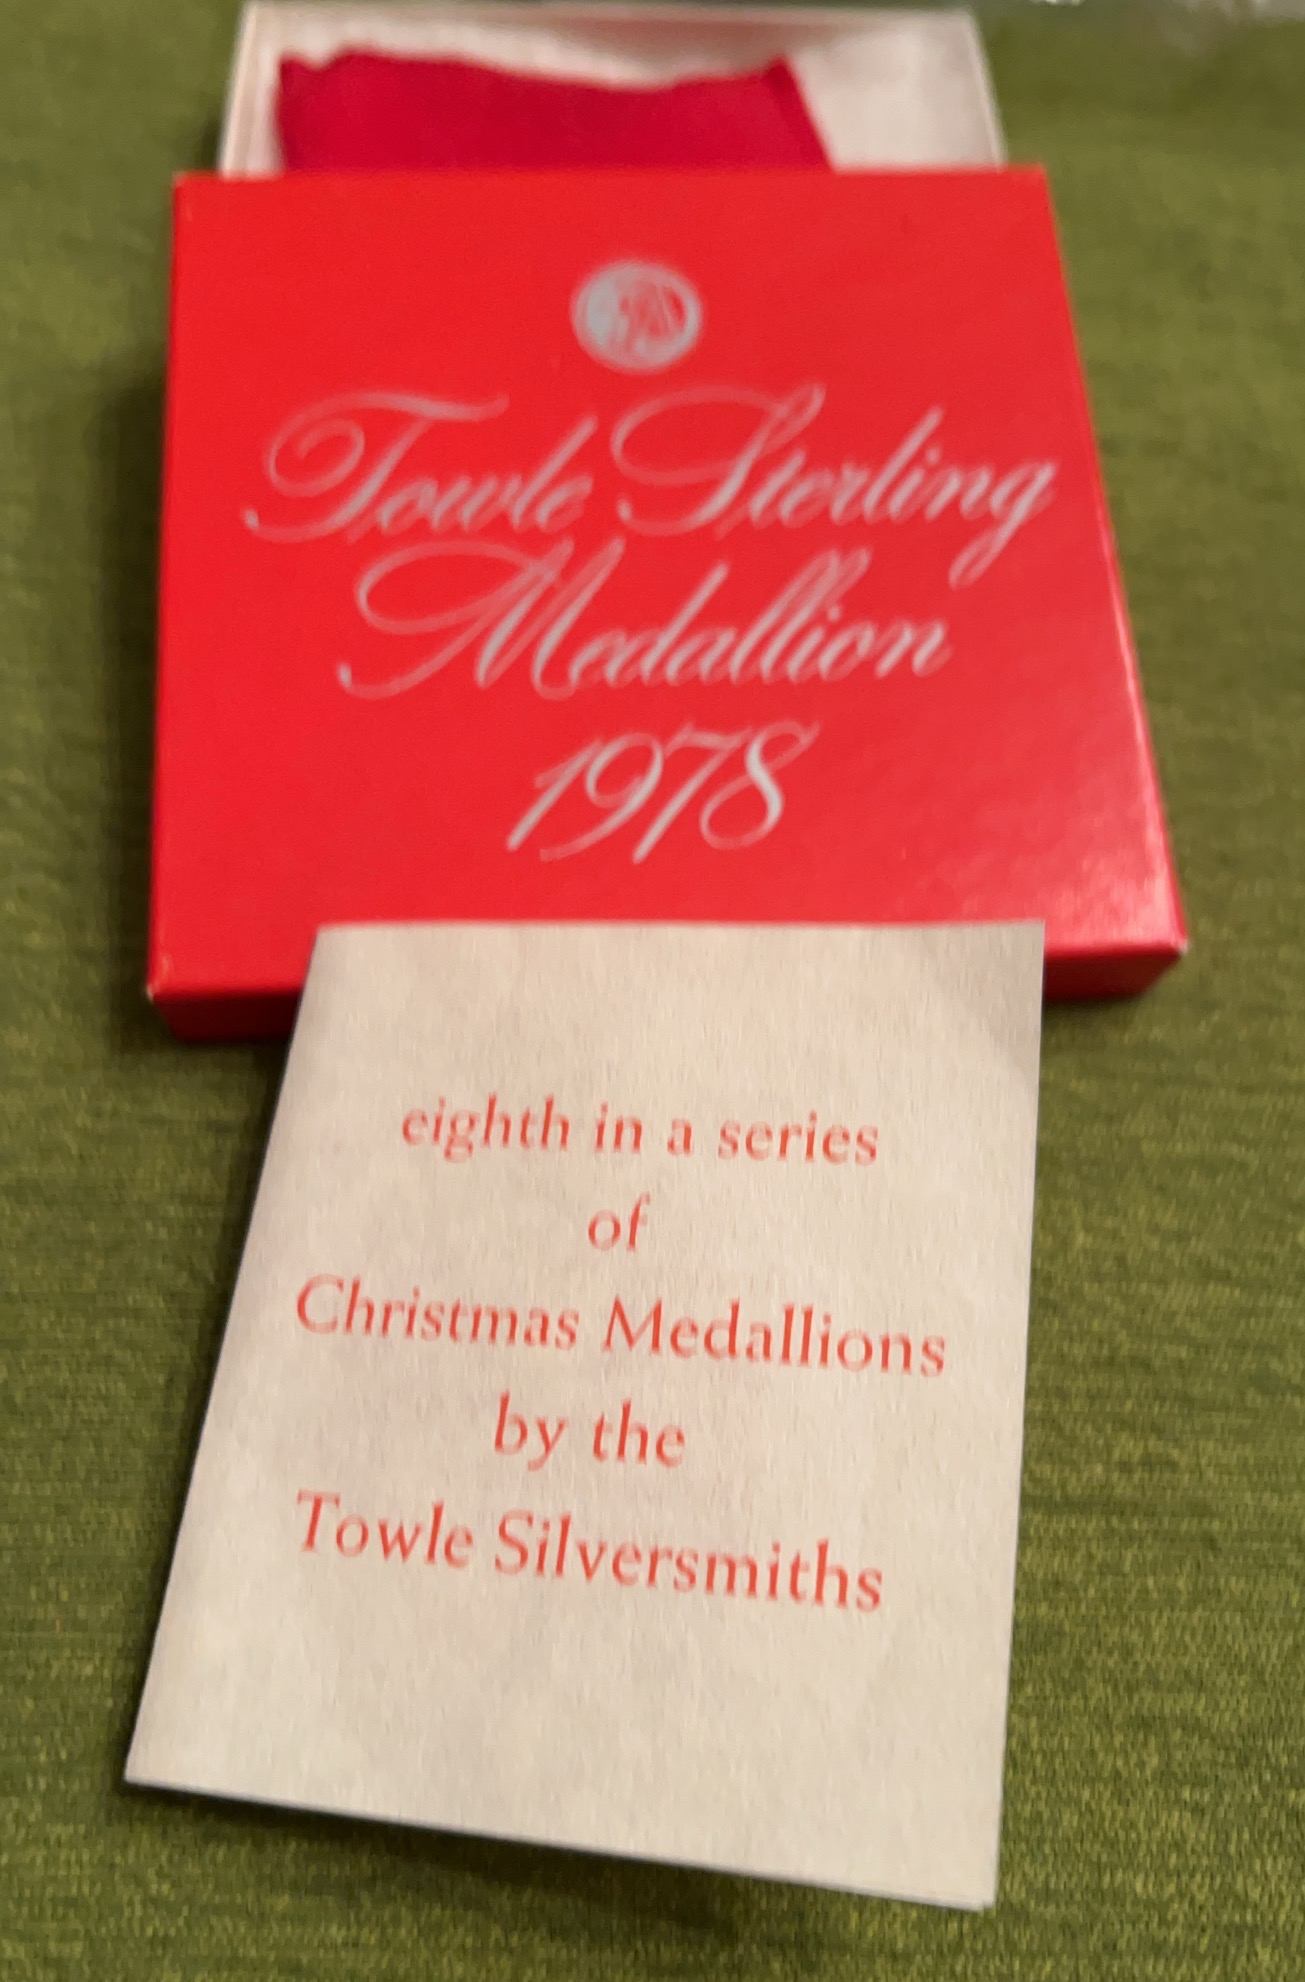 Towle Sterling
Medallion
1978
eighth in a series
of
Christmas Medallions
by the
Towle Silversmiths